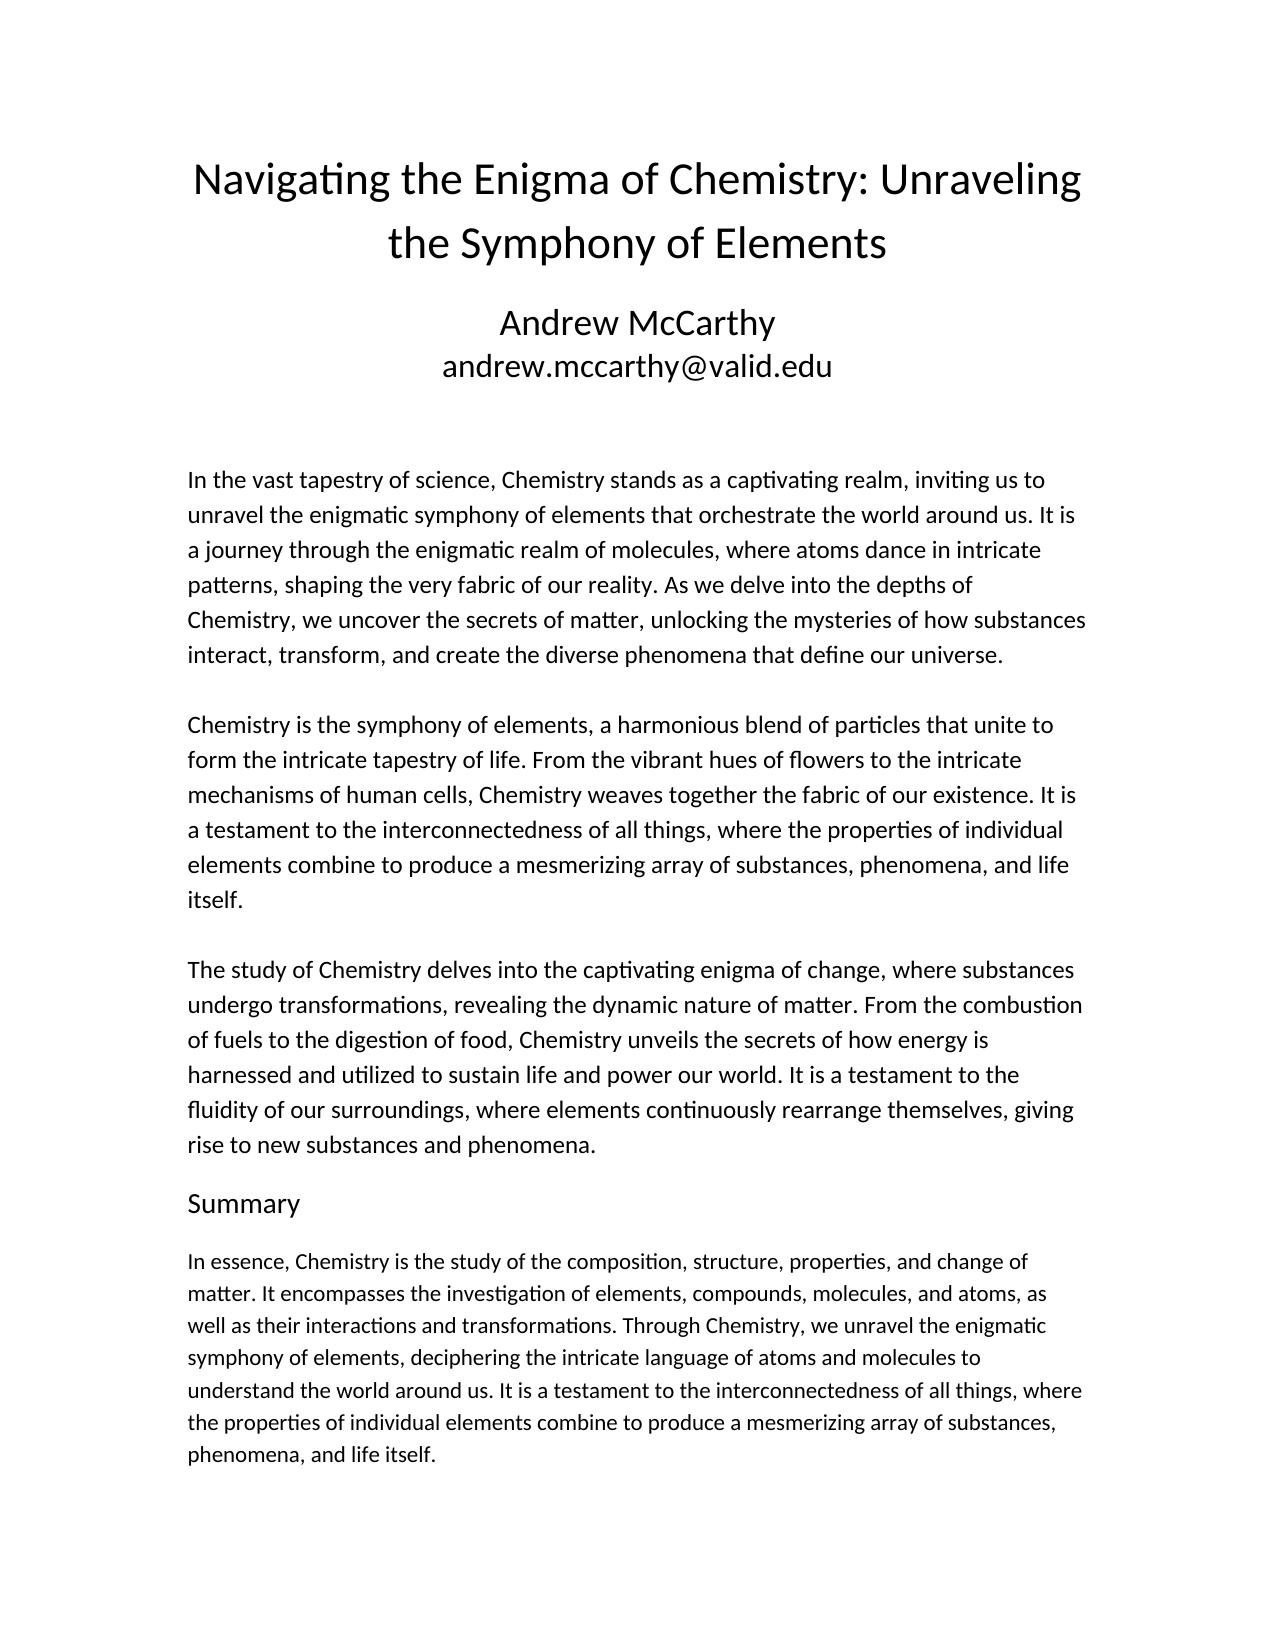 Navigating the Enigma of Chemistry: Unraveling
the Symphony of Elements
Andrew McCarthy
andrew.mccarthy@valid.edu
In the vast tapestry of science, Chemistry stands as a captivating realm, inviting us to
unravel the enigmatic symphony of elements that orchestrate the world around us. It is
a journey through the enigmatic realm of molecules, where atoms dance in intricate
patterns, shaping the very fabric of our reality. As we delve into the depths of
Chemistry, we uncover the secrets of matter, unlocking the mysteries of how substances
interact, transform, and create the diverse phenomena that define our universe.
Chemistry is the symphony of elements, a harmonious blend of particles that unite to
form the intricate tapestry of life. From the vibrant hues of flowers to the intricate
mechanisms of human cells, Chemistry weaves together the fabric of our existence. It is
a testament to the interconnectedness of all things, where the properties of individual
elements combine to produce a mesmerizing array of substances, phenomena, and life
itself.
The study of Chemistry delves into the captivating enigma of change, where substances
undergo transformations, revealing the dynamic nature of matter. From the combustion
of fuels to the digestion of food, Chemistry unveils the secrets of how energy is
harnessed and utilized to sustain life and power our world. It is a testament to the
fluidity of our surroundings, where elements continuously rearrange themselves, giving
rise to new substances and phenomena.
Summary
In essence, Chemistry is the study of the composition, structure, properties, and change of
matter. It encompasses the investigation of elements, compounds, molecules, and atoms, as
well as their interactions and transformations. Through Chemistry, we unravel the enigmatic
symphony of elements, deciphering the intricate language of atoms and molecules to
understand the world around us. It is a testament to the interconnectedness of all things, where
the properties of individual elements combine to produce a mesmerizing array of substances,
phenomena, and life itself.